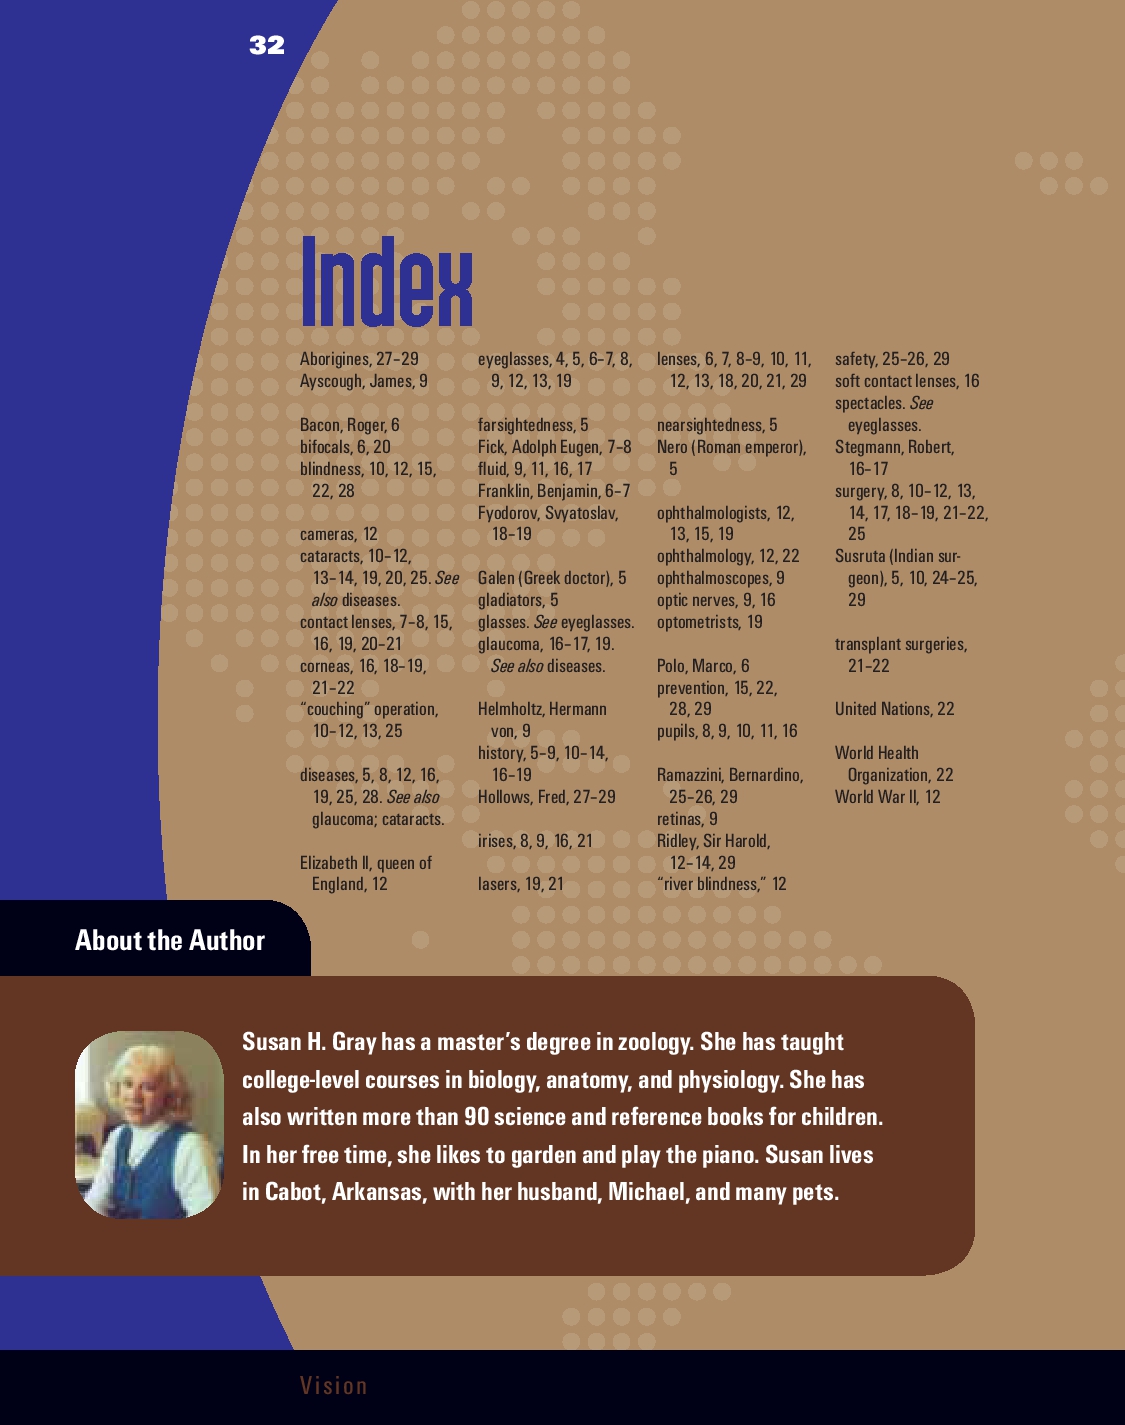 32
Index
Aborigines, 27–29
Ayscough, James, 9
Bacon, Roger, 6
bifocals, 6, 20
blindness, 10, 12, 15,
22, 28
cameras, 12
cataracts, 10–12,
13–14, 19, 20, 25. See
also diseases.
contact lenses, 7–8, 15,
16, 19, 20–21
corneas, 16, 18–19,
21–22
“couching” operation,
10–12, 13, 25
diseases, 5, 8, 12, 16,
19, 25, 28. See also
glaucoma; cataracts.
Elizabeth II, queen of
England, 12
eyeglasses, 4, 5, 6–7, 8,
9, 12, 13, 19
farsightedness, 5
Fick, Adolph Eugen, 7–8
fluid, 9, 11, 16, 17
Franklin, Benjamin, 6–7
Fyodorov, Svyatoslav,
18–19
Galen (Greek doctor), 5
gladiators, 5
glasses. See eyeglasses.
glaucoma, 16–17, 19.
See also diseases.
Helmholtz, Hermann
von, 9
history, 5–9, 10–14,
16–19
Hollows, Fred, 27–29
irises, 8, 9, 16, 21
lasers, 19, 21
lenses, 6, 7, 8–9, 10, 11,
12, 13, 18, 20, 21, 29
nearsightedness, 5
Nero (Roman emperor),
5
ophthalmologists, 12,
13, 15, 19
ophthalmology, 12, 22
ophthalmoscopes, 9
optic nerves, 9, 16
optometrists, 19
Polo, Marco, 6
prevention, 15, 22,
28, 29
pupils, 8, 9, 10, 11, 16
Ramazzini, Bernardino,
25–26, 29
retinas, 9
Ridley, Sir Harold,
12–14, 29
“river blindness,” 12
safety, 25–26, 29
soft contact lenses, 16
spectacles. See
eyeglasses.
Stegmann, Robert,
16–17
surgery, 8, 10–12, 13,
14, 17, 18–19, 21–22,
25
Susruta (Indian sur-
geon), 5, 10, 24–25,
29
transplant surgeries,
21–22
United Nations, 22
World Health
Organization, 22
World War II, 12
About the Author
Susan H. Gray has a master’s degree in zoology. She has taught
college-level courses in biology, anatomy, and physiology. She has
also written more than 90 science and reference books for children.
In her free time, she likes to garden and play the piano. Susan lives
in Cabot, Arkansas, with her husband, Michael, and many pets.
Vision